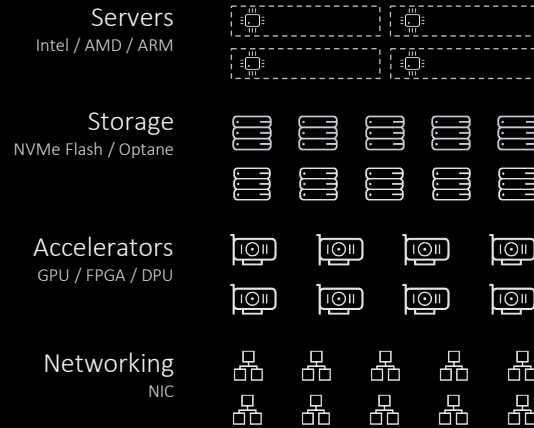 Servers
Intel / AMD / ARM
Storage
NVMe Flash / Optane
Accelerators
GPU / FPGA / DPU
Networking
NIC